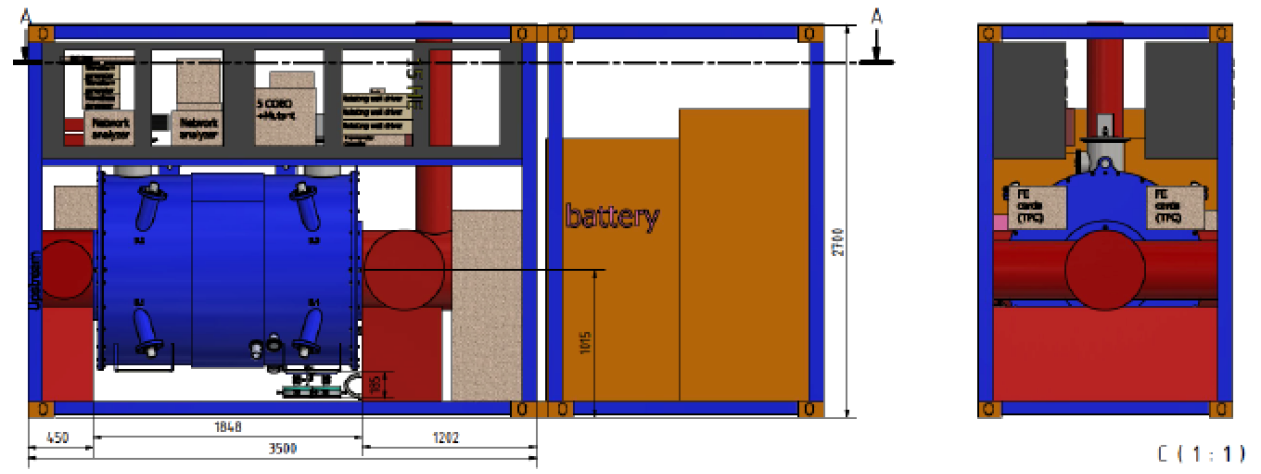 A
A
Network
analyzer
Network
analyzer
5 COBO
+Mutant
Rotating wall driver
Rotating wall driver
Rotating wall driver
Upstream
battery
2700
1015
185
450
1848
1202
3500
FE
cards
(TPC)
FE
cards
(TPC)
C ( 1 : 1 )